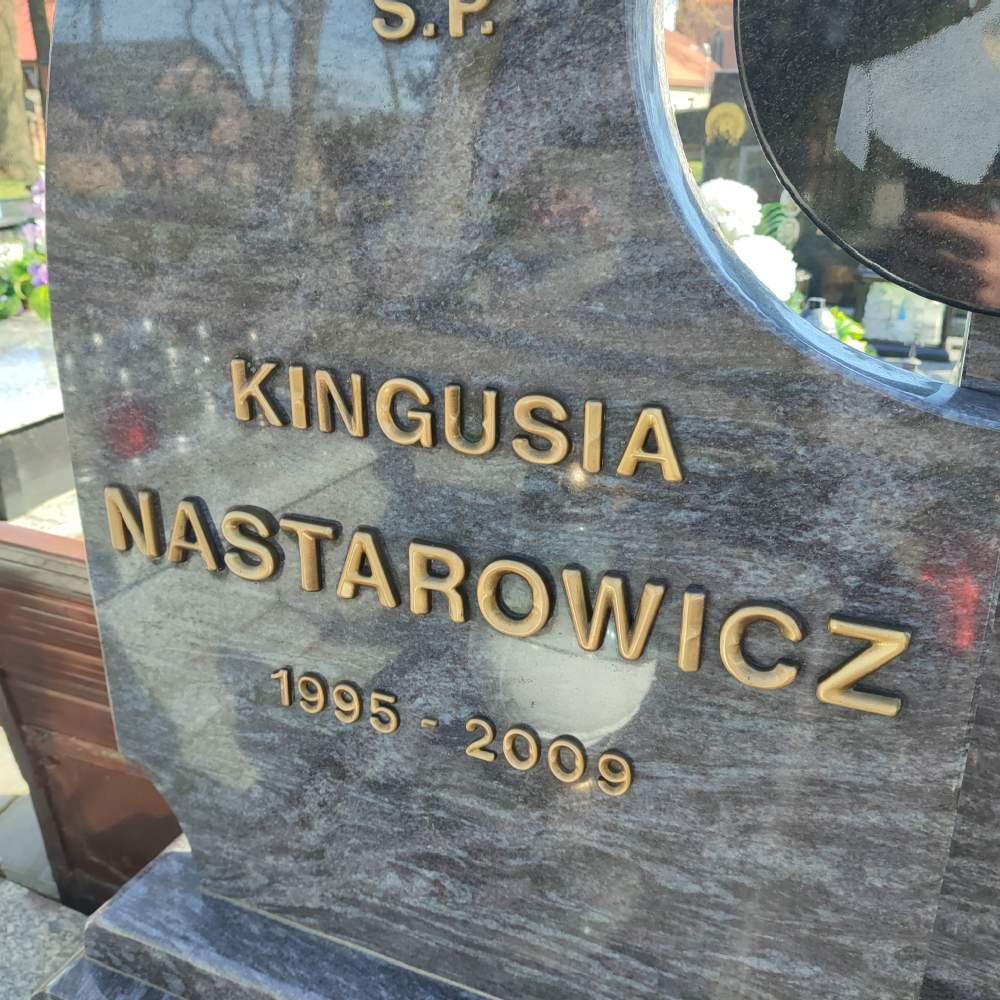 S.P.
KINGUSIA
NASTAROWICZ
1995 - 2009